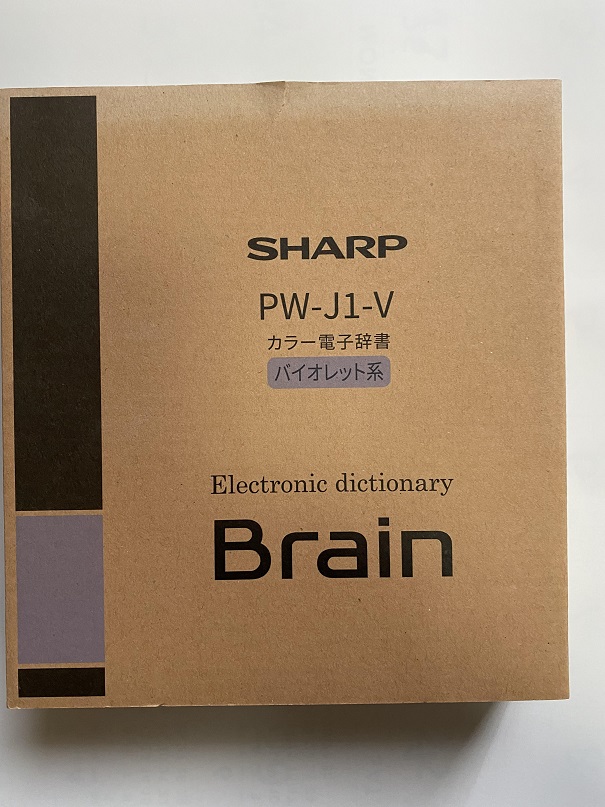 SHARP
PW-J1-V
カラー電子辞書
バイオレット系
Electronic dictionary
Brain